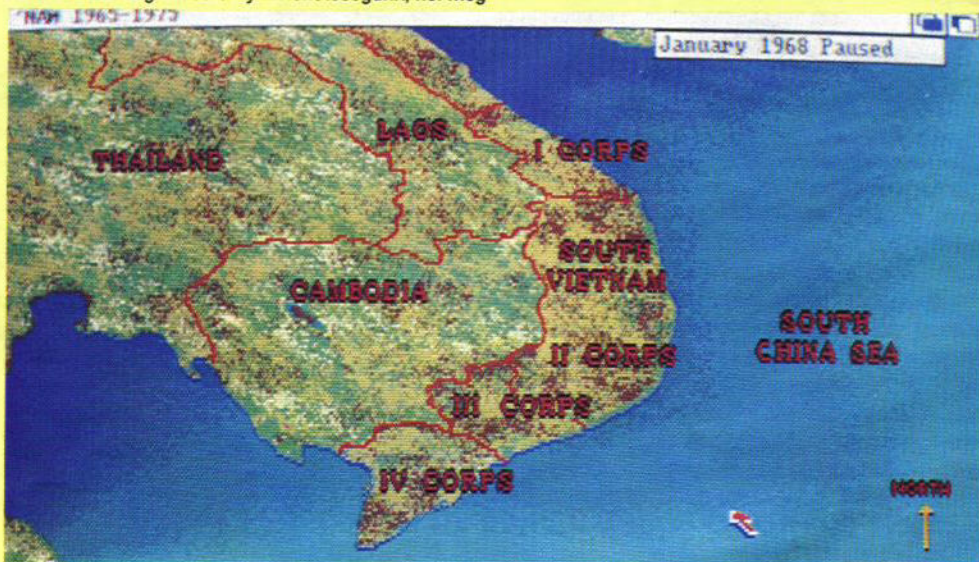 'NAM 1965-1975
January 1968 Paused
LAOS
I CORPS
THAILAND
SOUTH
VIETNAM
CAMBODIA
SOUTH
CHINA SEA
II CORPS
III CORPS
IV CORPS
NORTH